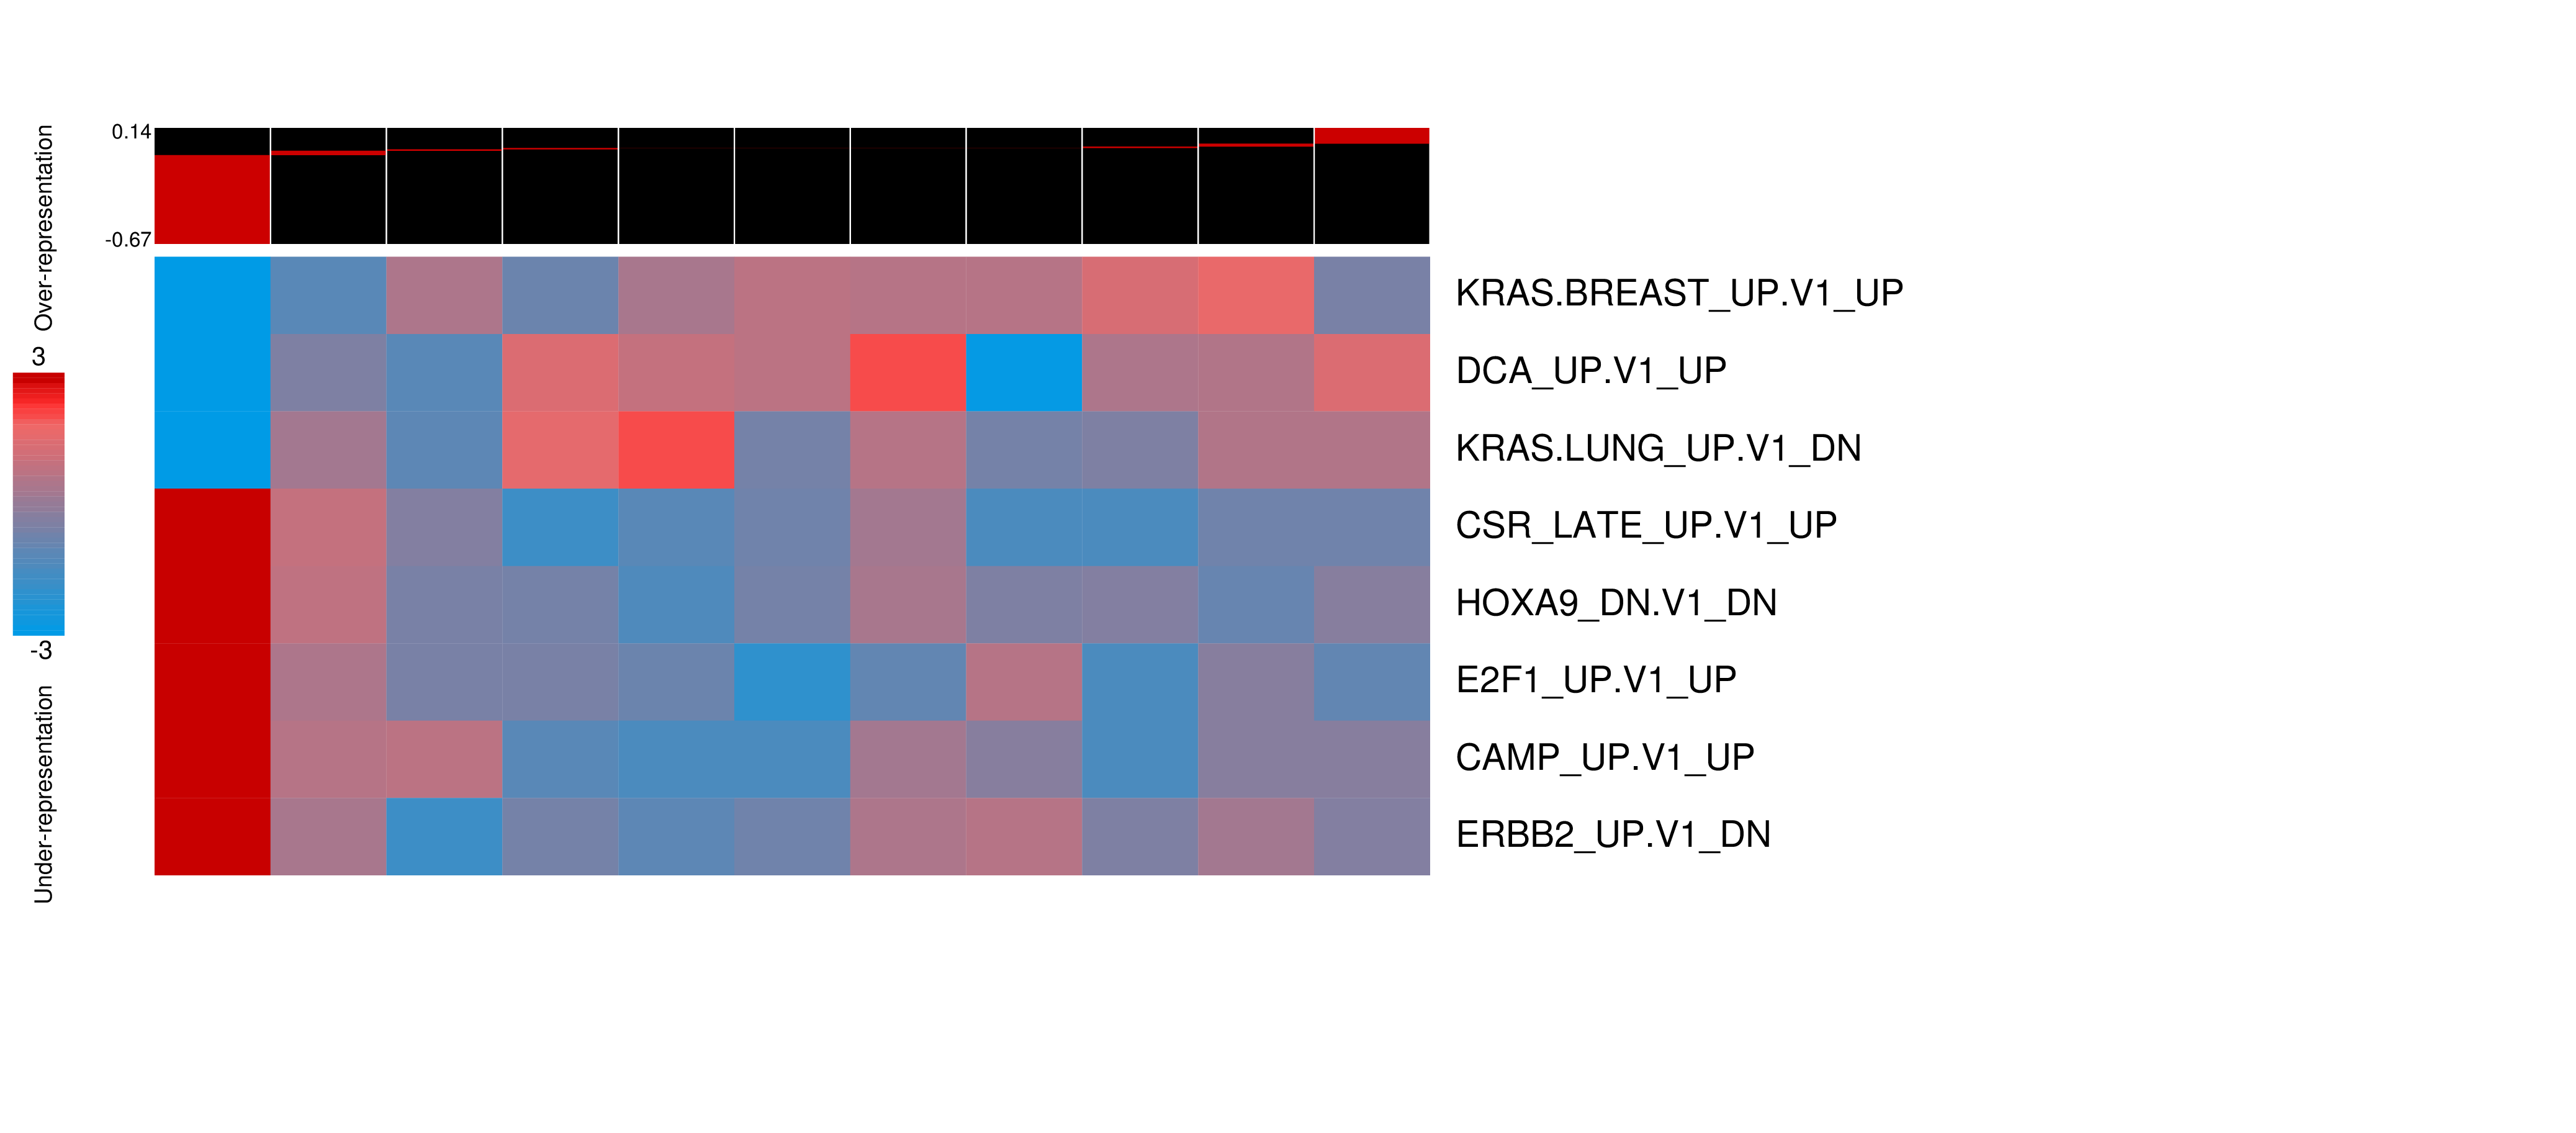 Over-representation
3
-3
Under-representation
0.14
-0.67
KRAS.BREAST_UP.V1_UP
DCA_UP.V1_UP
KRAS.LUNG_UP.V1_DN
CSR_LATE_UP.V1_UP
HOXA9_DN.V1_DN
E2F1_UP.V1_UP
CAMP_UP.V1_UP
ERBB2_UP.V1_DN